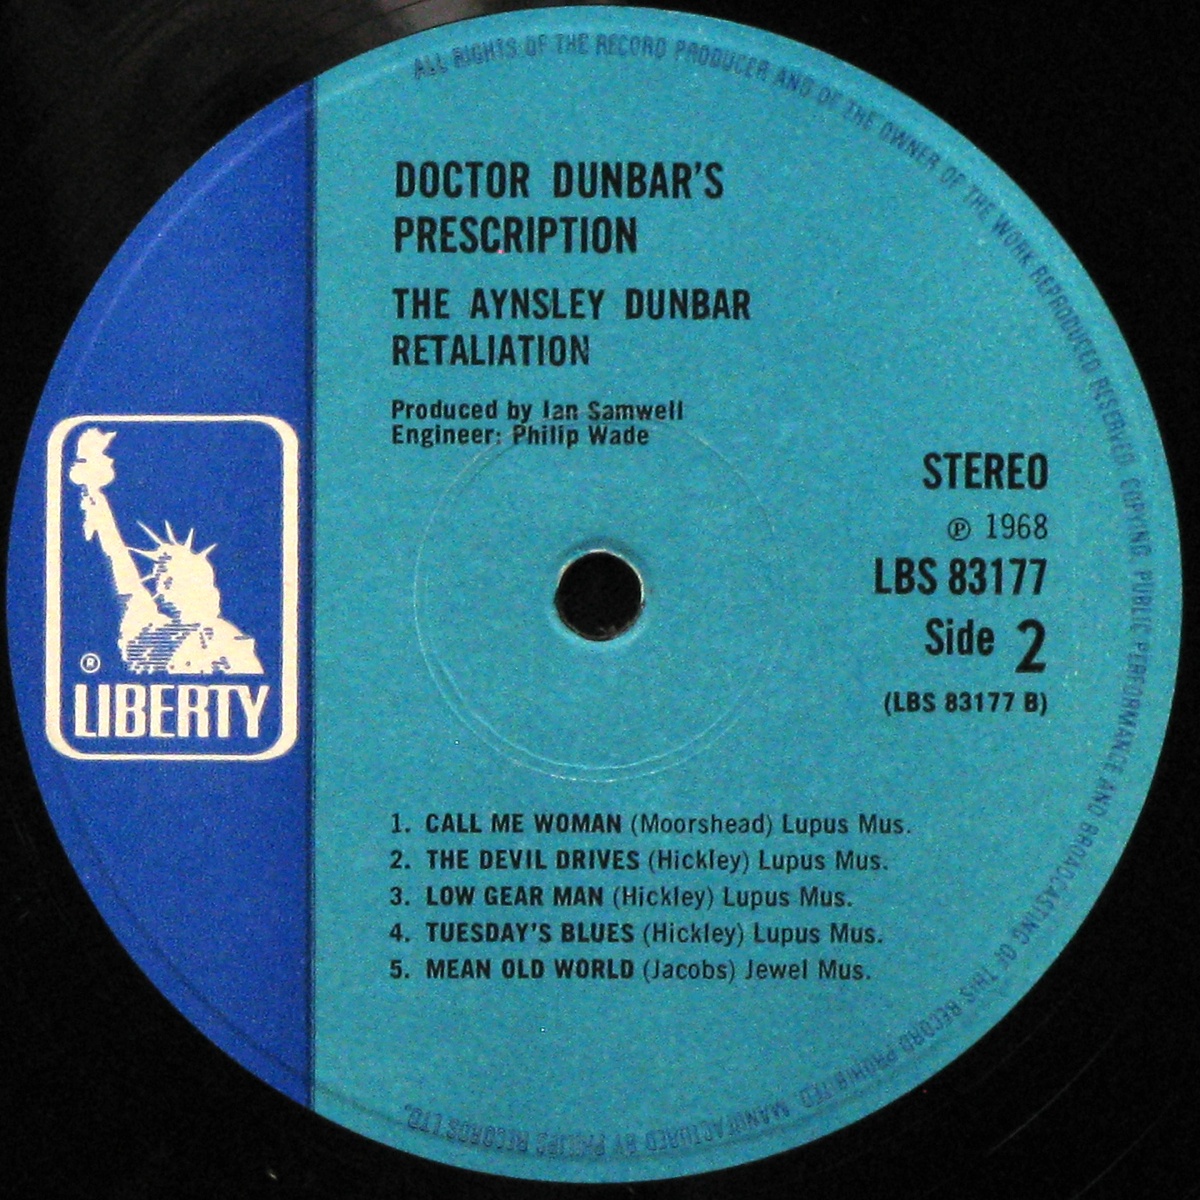 ALL RIGHTS OF THE RECORD PRODUCER AND OF THE OWNER OF THE WORK REPRODUCED RESERVED. COPYING PUBLIC PERFORMANCE AND BROADCASTING OF THIS RECORD PROHIBITED. MANUFACTURED BY PHILIPS RECORDS LTD.
DOCTOR DUNBAR'S
PRESCRIPTION
THE AYNSLEY DUNBAR
RETALIATION
Produced by Ian Samwell
Engineer: Philip Wade
STEREO
℗ 1968
LBS 83177
Side 2
(LBS 83177 B)
®
LIBERTY
1. CALL ME WOMAN (Moorshead) Lupus Mus.
2. THE DEVIL DRIVES (Hickley) Lupus Mus.
3. LOW GEAR MAN (Hickley) Lupus Mus.
4. TUESDAY'S BLUES (Hickley) Lupus Mus.
5. MEAN OLD WORLD (Jacobs) Jewel Mus.